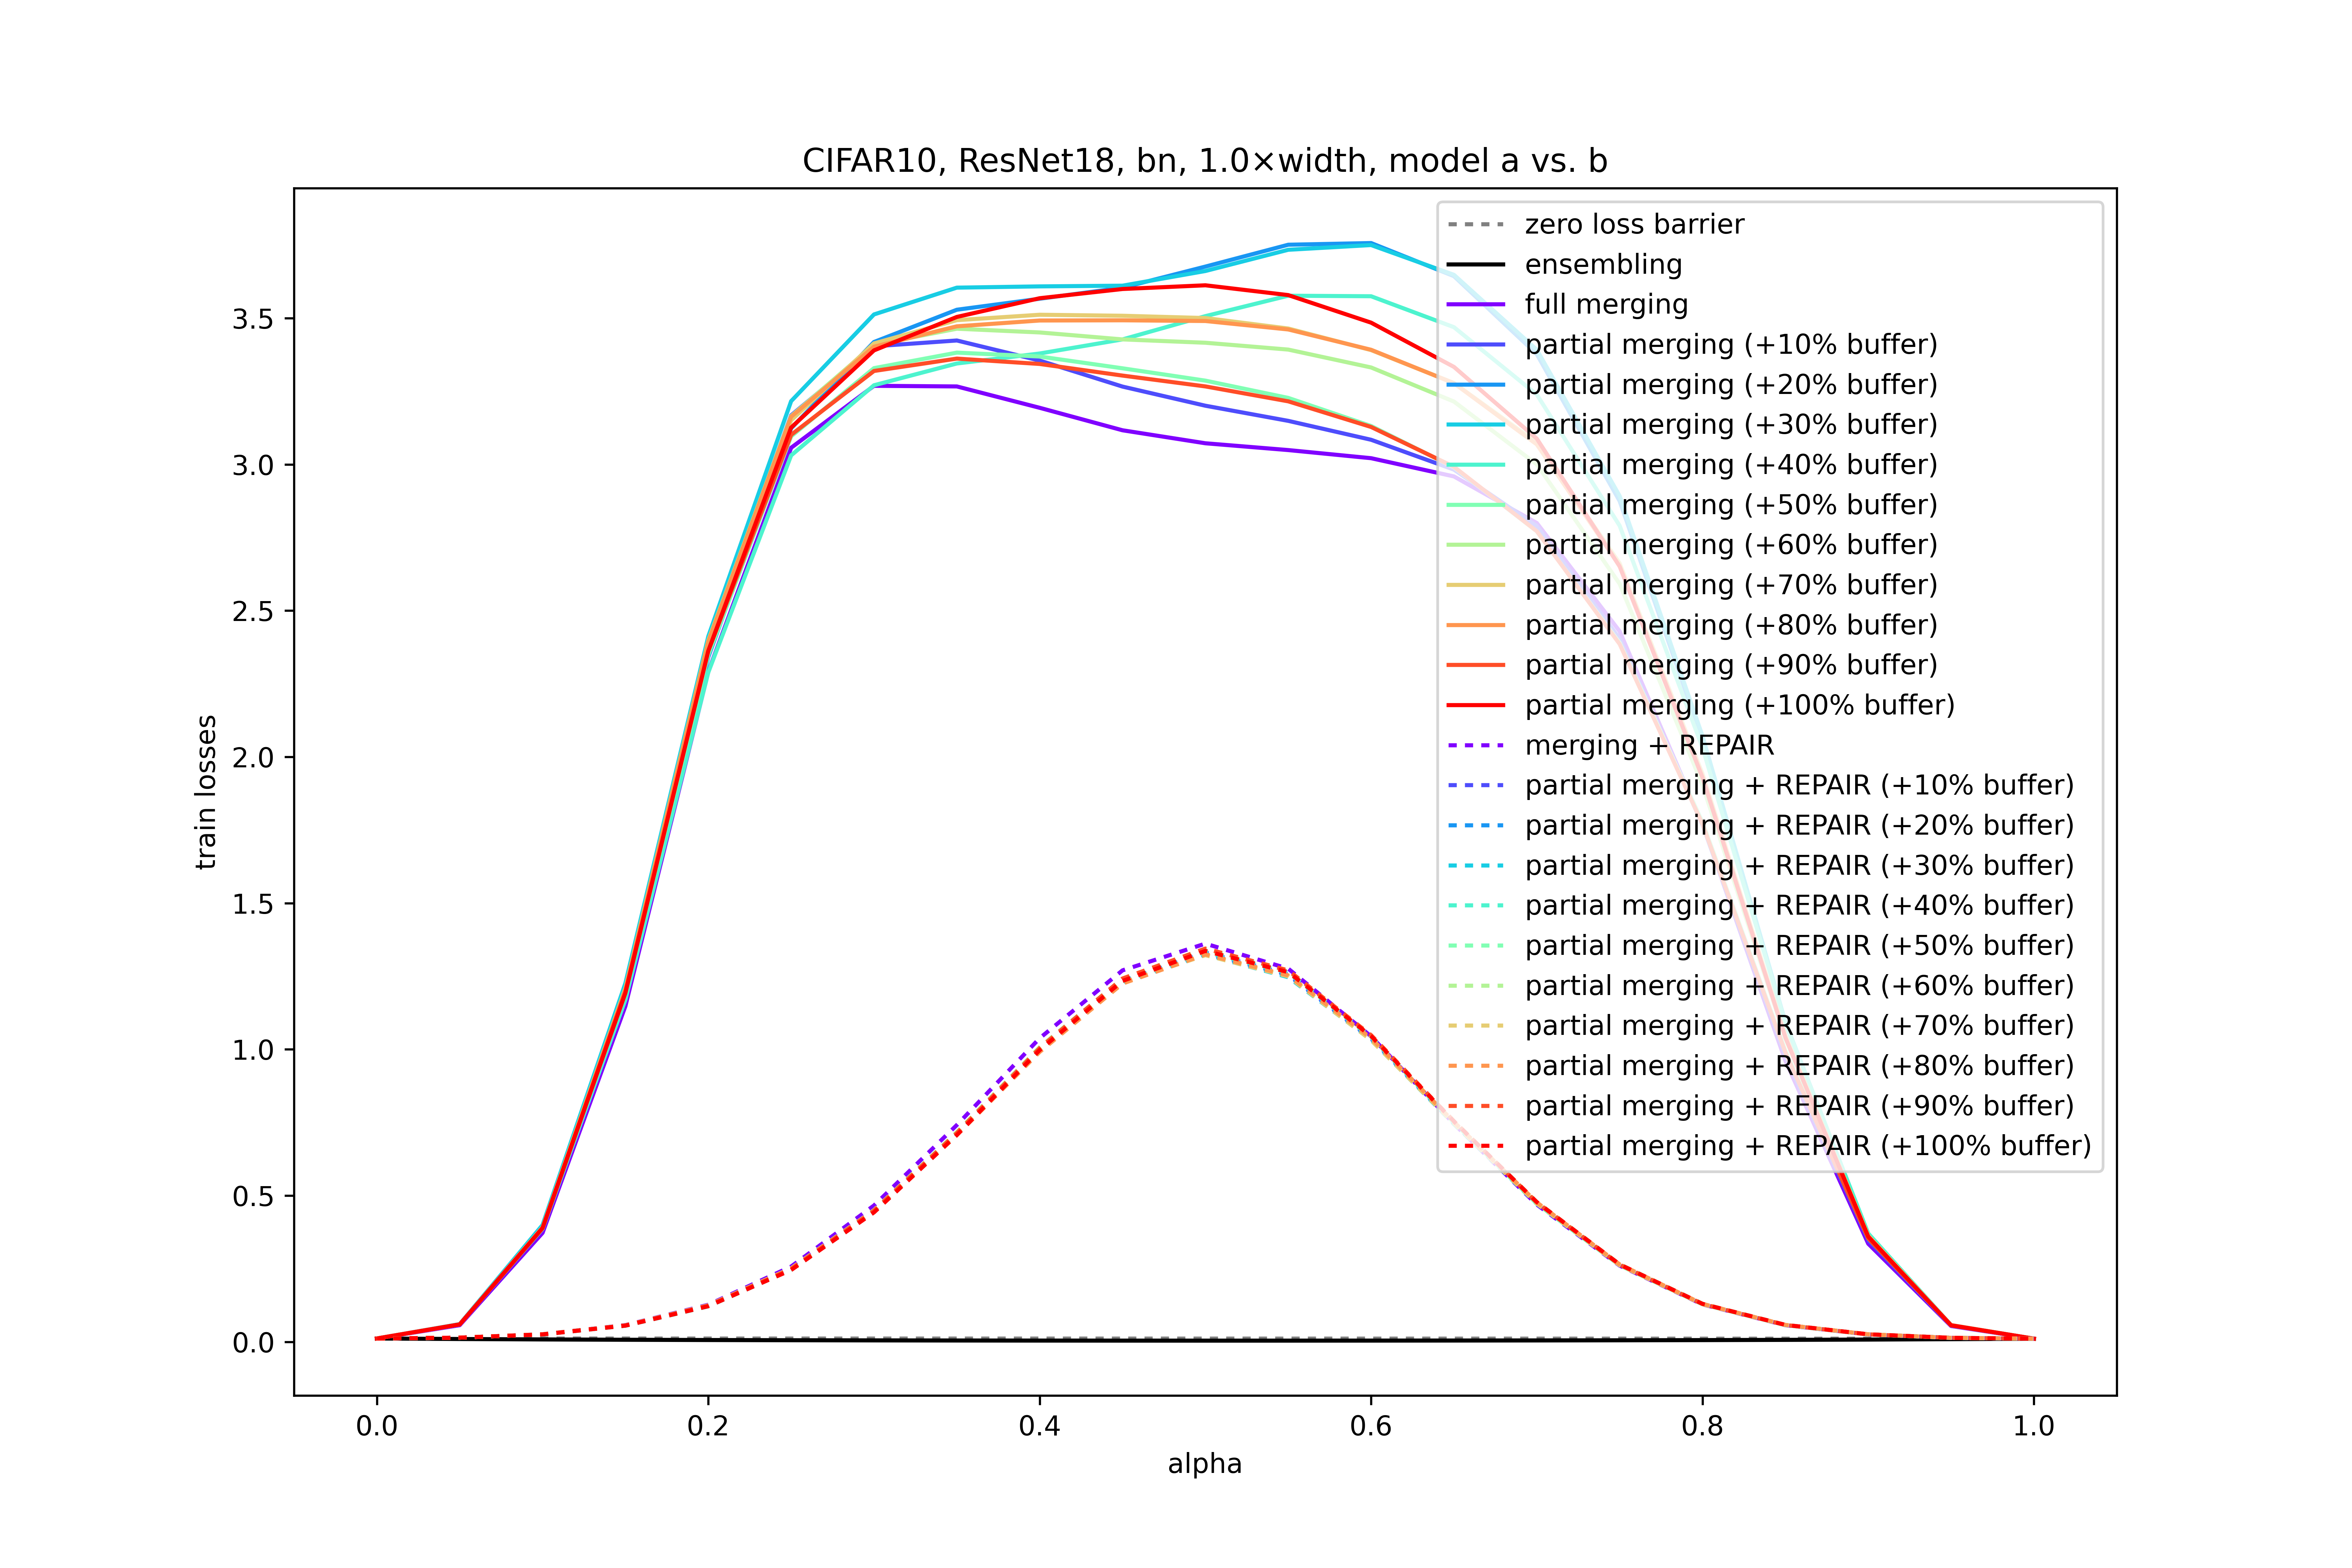 CIFAR10, ResNet18, bn, 1.0×width, model a vs. b
zero loss barrier
ensembling
full merging
partial merging (+10% buffer)
partial merging (+20% buffer)
partial merging (+30% buffer)
partial merging (+40% buffer)
partial merging (+50% buffer)
partial merging (+60% buffer)
partial merging (+70% buffer)
partial merging (+80% buffer)
partial merging (+90% buffer)
partial merging (+100% buffer)
merging + REPAIR
partial merging + REPAIR (+10% buffer)
partial merging + REPAIR (+20% buffer)
partial merging + REPAIR (+30% buffer)
partial merging + REPAIR (+40% buffer)
partial merging + REPAIR (+50% buffer)
partial merging + REPAIR (+60% buffer)
partial merging + REPAIR (+70% buffer)
partial merging + REPAIR (+80% buffer)
partial merging + REPAIR (+90% buffer)
partial merging + REPAIR (+100% buffer)
train losses
3.5
3.0
2.5
2.0
1.5
1.0
0.5
0.0
0.0 0.2 0.4 0.6 0.8 1.0
alpha